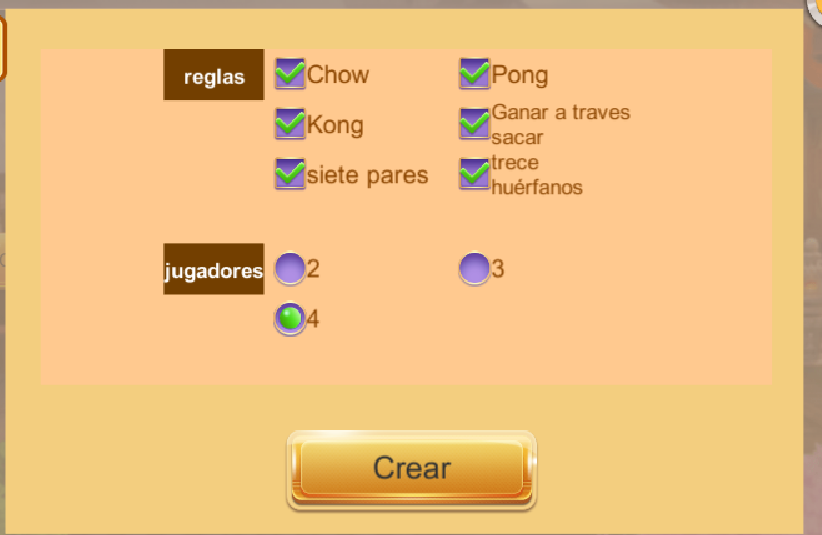 reglas
Chow
Pong
Kong
Ganar a traves
sacar
siete pares
trece
huérfanos
jugadores
2
3
4
Crear